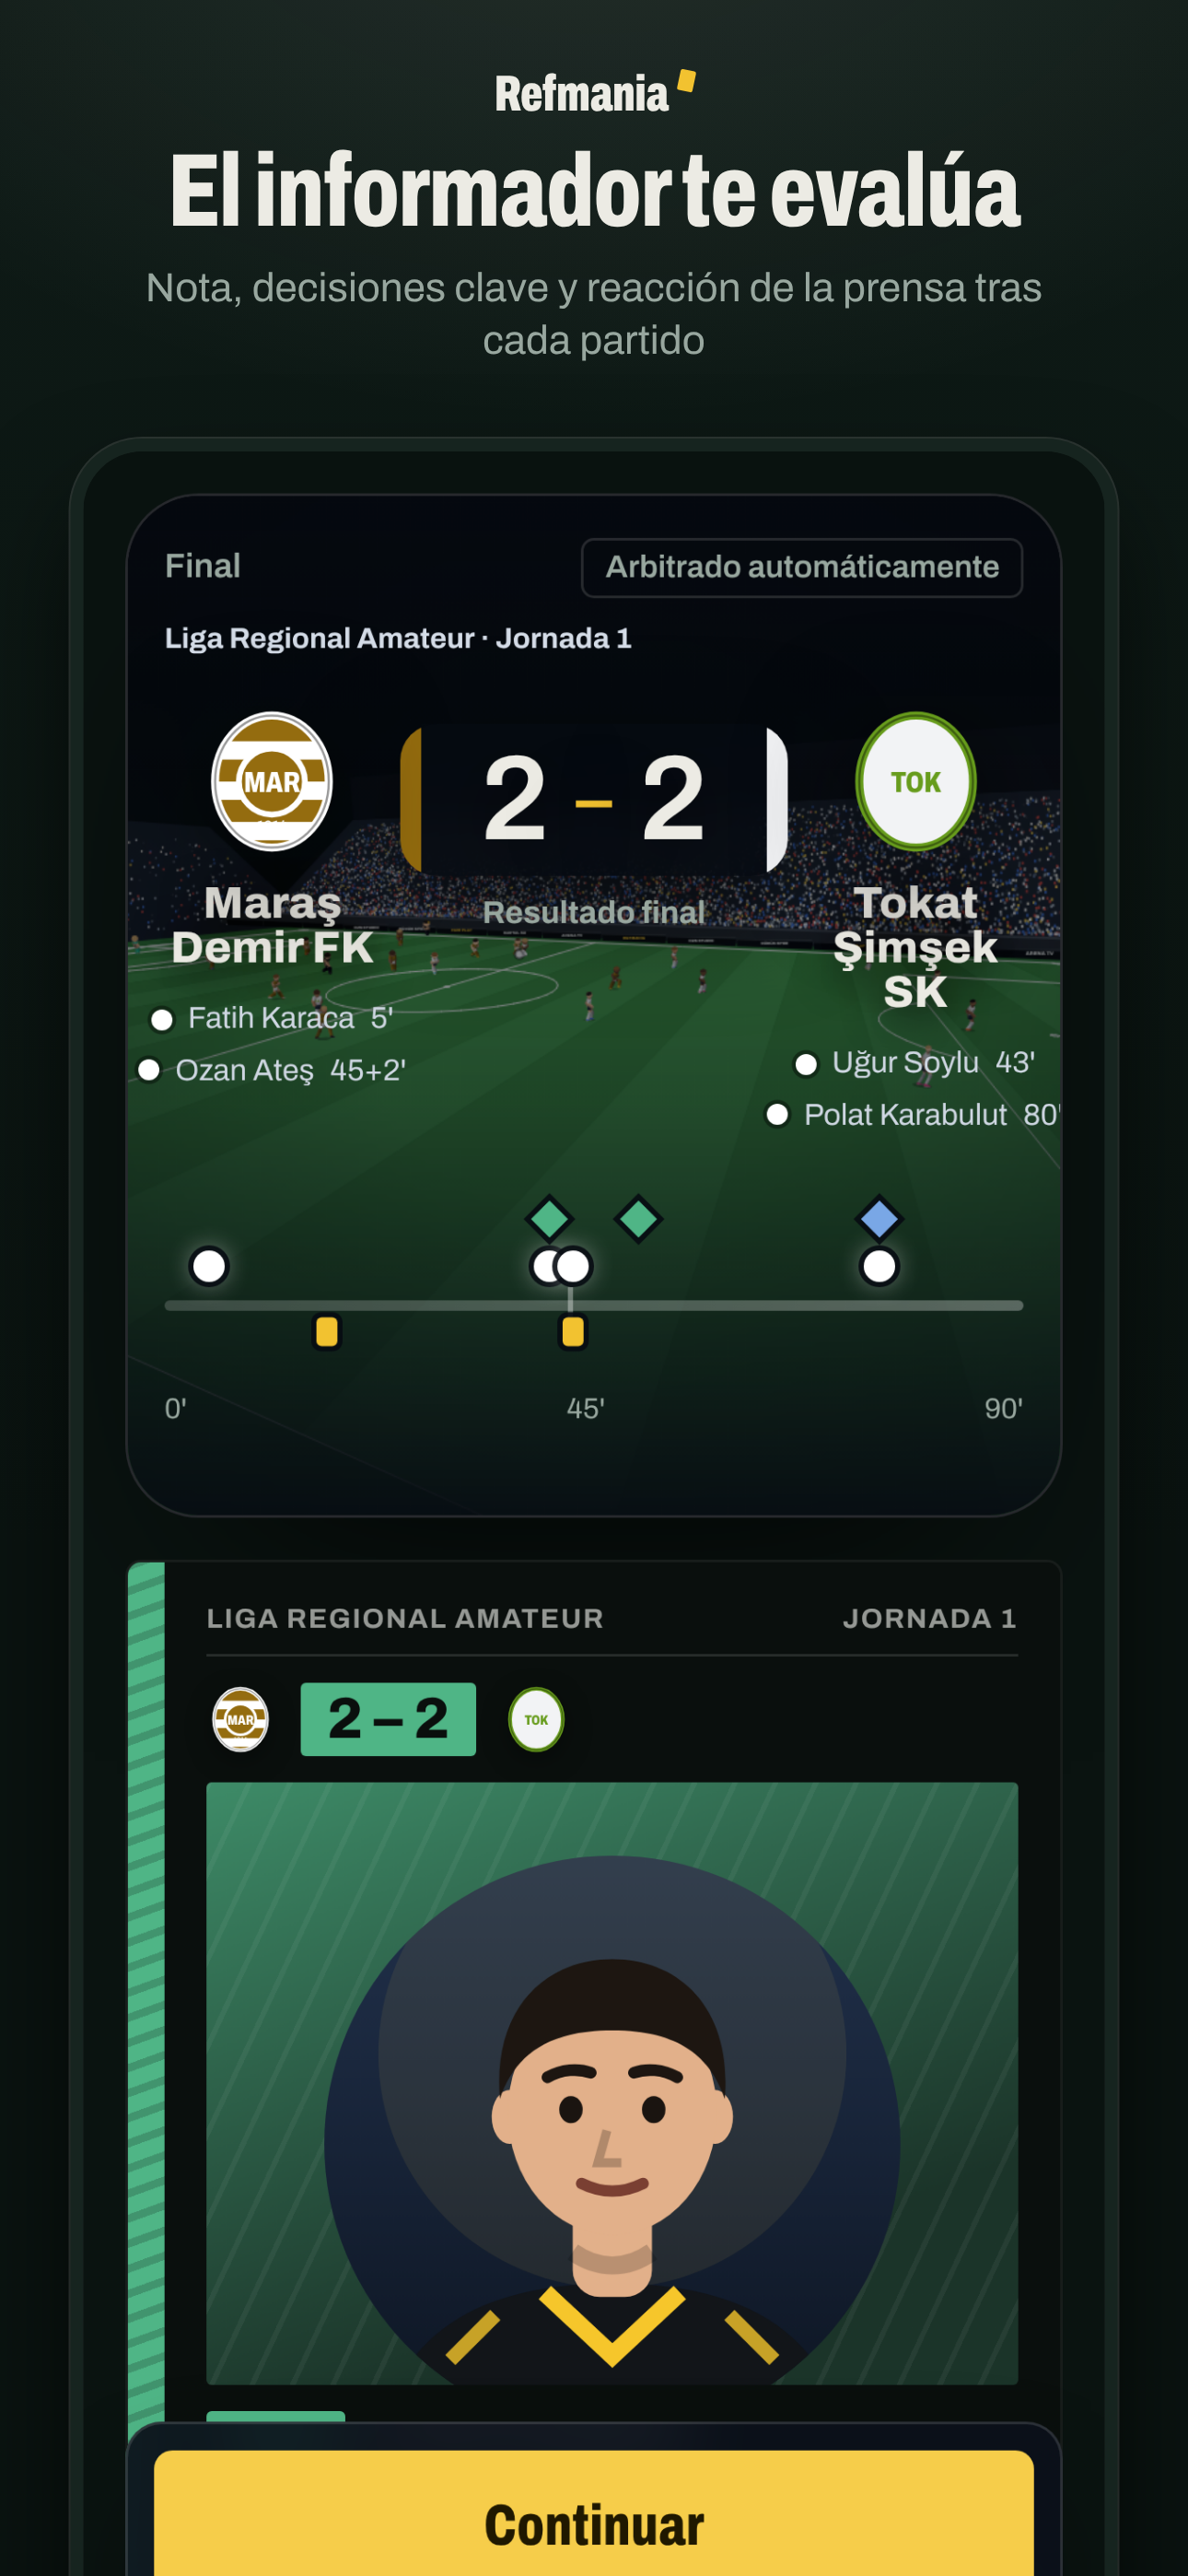 Refmania
El informador te evalúa
Nota, decisiones clave y reacción de la prensa tras
cada partido
Final
Arbitrado automáticamente
Liga Regional Amateur · Jornada 1
MAR
2 – 2
TOK
Maraş
Demir FK
Resultado final
Tokat
Şimşek
SK
Fatih Karaca 5'
Ozan Ateş 45+2'
Uğur Soylu 43'
Polat Karabulut 80'
0'
45'
90'
LIGA REGIONAL AMATEUR
JORNADA 1
MAR
2 – 2
TOK
Continuar